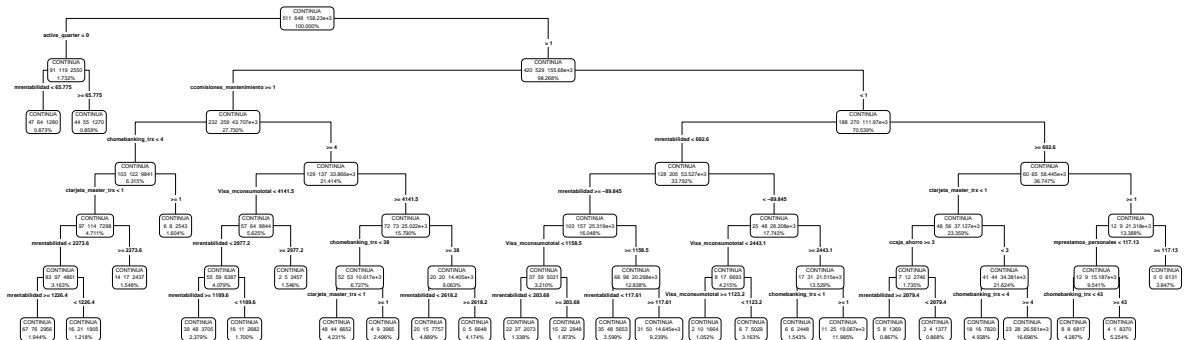 CONTINUA
511 648 158.23e+3
100.000%
active_quarter = 0
= 1
CONTINUA
91 119 2550
1.732%
CONTINUA
420 529 155.68e+3
98.268%
mrentabilidad < 65.775
>= 65.775
ccomisiones_mantenimiento >= 1
< 1
CONTINUA
47 64 1280
0.873%
CONTINUA
44 55 1270
0.859%
CONTINUA
232 259 43.707e+3
27.730%
CONTINUA
188 270 111.97e+3
70.539%
chomebanking_trx < 4
>= 4
mrentabilidad < 602.6
>= 602.6
CONTINUA
103 122 9841
6.315%
CONTINUA
129 137 33.866e+3
21.414%
CONTINUA
128 205 53.527e+3
33.792%
CONTINUA
60 65 58.445e+3
36.747%
ctarjeta_master_trx < 1
>= 1
Visa_mconsumototal < 4141.5
>= 4141.5
mrentabilidad >= −89.845
< −89.845
ctarjeta_master_trx < 1
>= 1
CONTINUA
97 114 7298
4.711%
CONTINUA
6 8 2543
1.604%
CONTINUA
57 64 8844
5.625%
CONTINUA
72 73 25.022e+3
15.790%
CONTINUA
103 157 25.319e+3
16.048%
CONTINUA
25 48 28.208e+3
17.743%
CONTINUA
48 56 37.127e+3
23.359%
CONTINUA
12 9 21.318e+3
13.388%
mrentabilidad < 2273.6
>= 2273.6
mrentabilidad < 2977.2
>= 2977.2
chomebanking_trx < 38
>= 38
Visa_mconsumototal < 1158.5
>= 1158.5
Visa_mconsumototal < 2443.1
>= 2443.1
ccaja_ahorro >= 3
< 3
mprestamos_personales < 117.13
>= 117.13
CONTINUA
83 97 4861
3.163%
CONTINUA
14 17 2437
1.548%
CONTINUA
55 59 6387
4.079%
CONTINUA
2 5 2457
1.546%
CONTINUA
52 53 10.617e+3
6.727%
CONTINUA
20 20 14.405e+3
9.063%
CONTINUA
37 59 5021
3.210%
CONTINUA
66 98 20.298e+3
12.838%
CONTINUA
8 17 6693
4.215%
CONTINUA
17 31 21.515e+3
13.529%
CONTINUA
7 12 2746
1.735%
CONTINUA
41 44 34.381e+3
21.624%
CONTINUA
12 9 15.187e+3
9.541%
CONTINUA
0 0 6131
3.847%
mrentabilidad >= 1226.4
< 1226.4
mrentabilidad >= 1109.6
< 1109.6
ctarjeta_master_trx < 1
>= 1
mrentabilidad < 2618.2
>= 2618.2
mrentabilidad < 203.68
>= 203.68
mrentabilidad < 117.61
>= 117.61
Visa_mconsumototal >= 1123.2
< 1123.2
chomebanking_trx < 1
>= 1
mrentabilidad >= 2079.4
< 2079.4
chomebanking_trx < 4
>= 4
chomebanking_trx < 43
>= 43
CONTINUA
67 76 2956
1.944%
CONTINUA
16 21 1905
1.218%
CONTINUA
39 48 3705
2.379%
CONTINUA
16 11 2682
1.700%
CONTINUA
48 44 6652
4.231%
CONTINUA
4 9 3965
2.496%
CONTINUA
20 15 7757
4.889%
CONTINUA
0 5 6648
4.174%
CONTINUA
22 37 2073
1.338%
CONTINUA
15 22 2948
1.873%
CONTINUA
35 48 5653
3.599%
CONTINUA
31 50 14.645e+3
9.239%
CONTINUA
2 10 1664
1.052%
CONTINUA
6 7 5029
3.163%
CONTINUA
6 6 2448
1.543%
CONTINUA
11 25 19.067e+3
11.985%
CONTINUA
5 8 1369
0.867%
CONTINUA
2 4 1377
0.868%
CONTINUA
18 16 7820
4.928%
CONTINUA
23 28 26.561e+3
16.696%
CONTINUA
8 8 6817
4.287%
CONTINUA
4 1 8370
5.254%